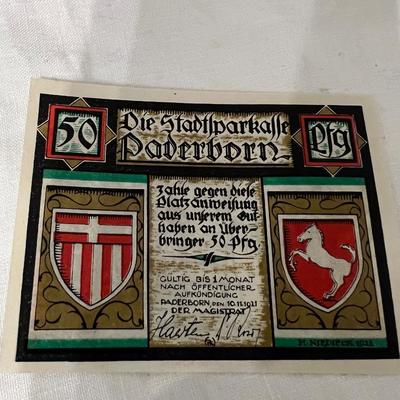 50
Die Stadtsparkasse
Paderborn
Pfg
zahle gegen diese
Platzanweisung
aus unserem Gut
haben an Über-
bringer 50 Pfg.
GÜLTIG BIS 1 MONAT
NACH ÖFFENTLICHER
AUFKÜNDIGUNG
PADERBORN, DEN 10.11.1921
DER MAGISTRAT